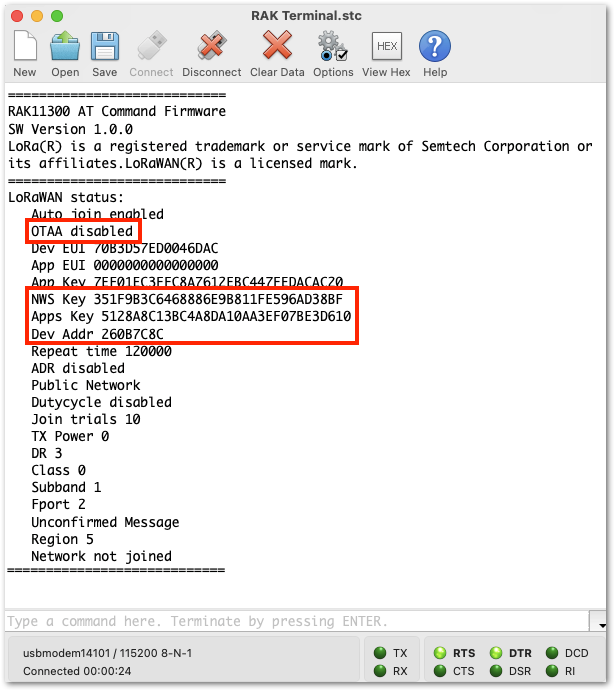 RAK Terminal.stc
New Open Save Connect Disconnect Clear Data Options HEX View Hex ? Help
============================
RAK11300 AT Command Firmware
SW Version 1.0.0
LoRa(R) is a registered trademark or service mark of Semtech Corporation or
its affiliates.LoRaWAN(R) is a licensed mark.
============================
LoRaWAN status:
Auto join enabled
OTAA disabled
Dev EUI 70B3D57ED0046DAC
App EUI 0000000000000000
App Key 7EF01EC3EFC8A7612EBC447EEDACAC20
NWS Key 351F9B3C6468886E9B811FE596AD38BF
Apps Key 5128A8C13BC4A8DA10AA3EF07BE3D610
Dev Addr 260B7C8C
Repeat time 120000
ADR disabled
Public Network
Dutycycle disabled
Join trials 10
TX Power 0
DR 3
Class 0
Subband 1
Fport 2
Unconfirmed Message
Region 5
Network not joined
============================
Type a command here. Terminate by pressing ENTER.
usbmodem14101 / 115200 8-N-1
Connected 00:00:24
TX RTS DTR DCD
RX CTS DSR RI